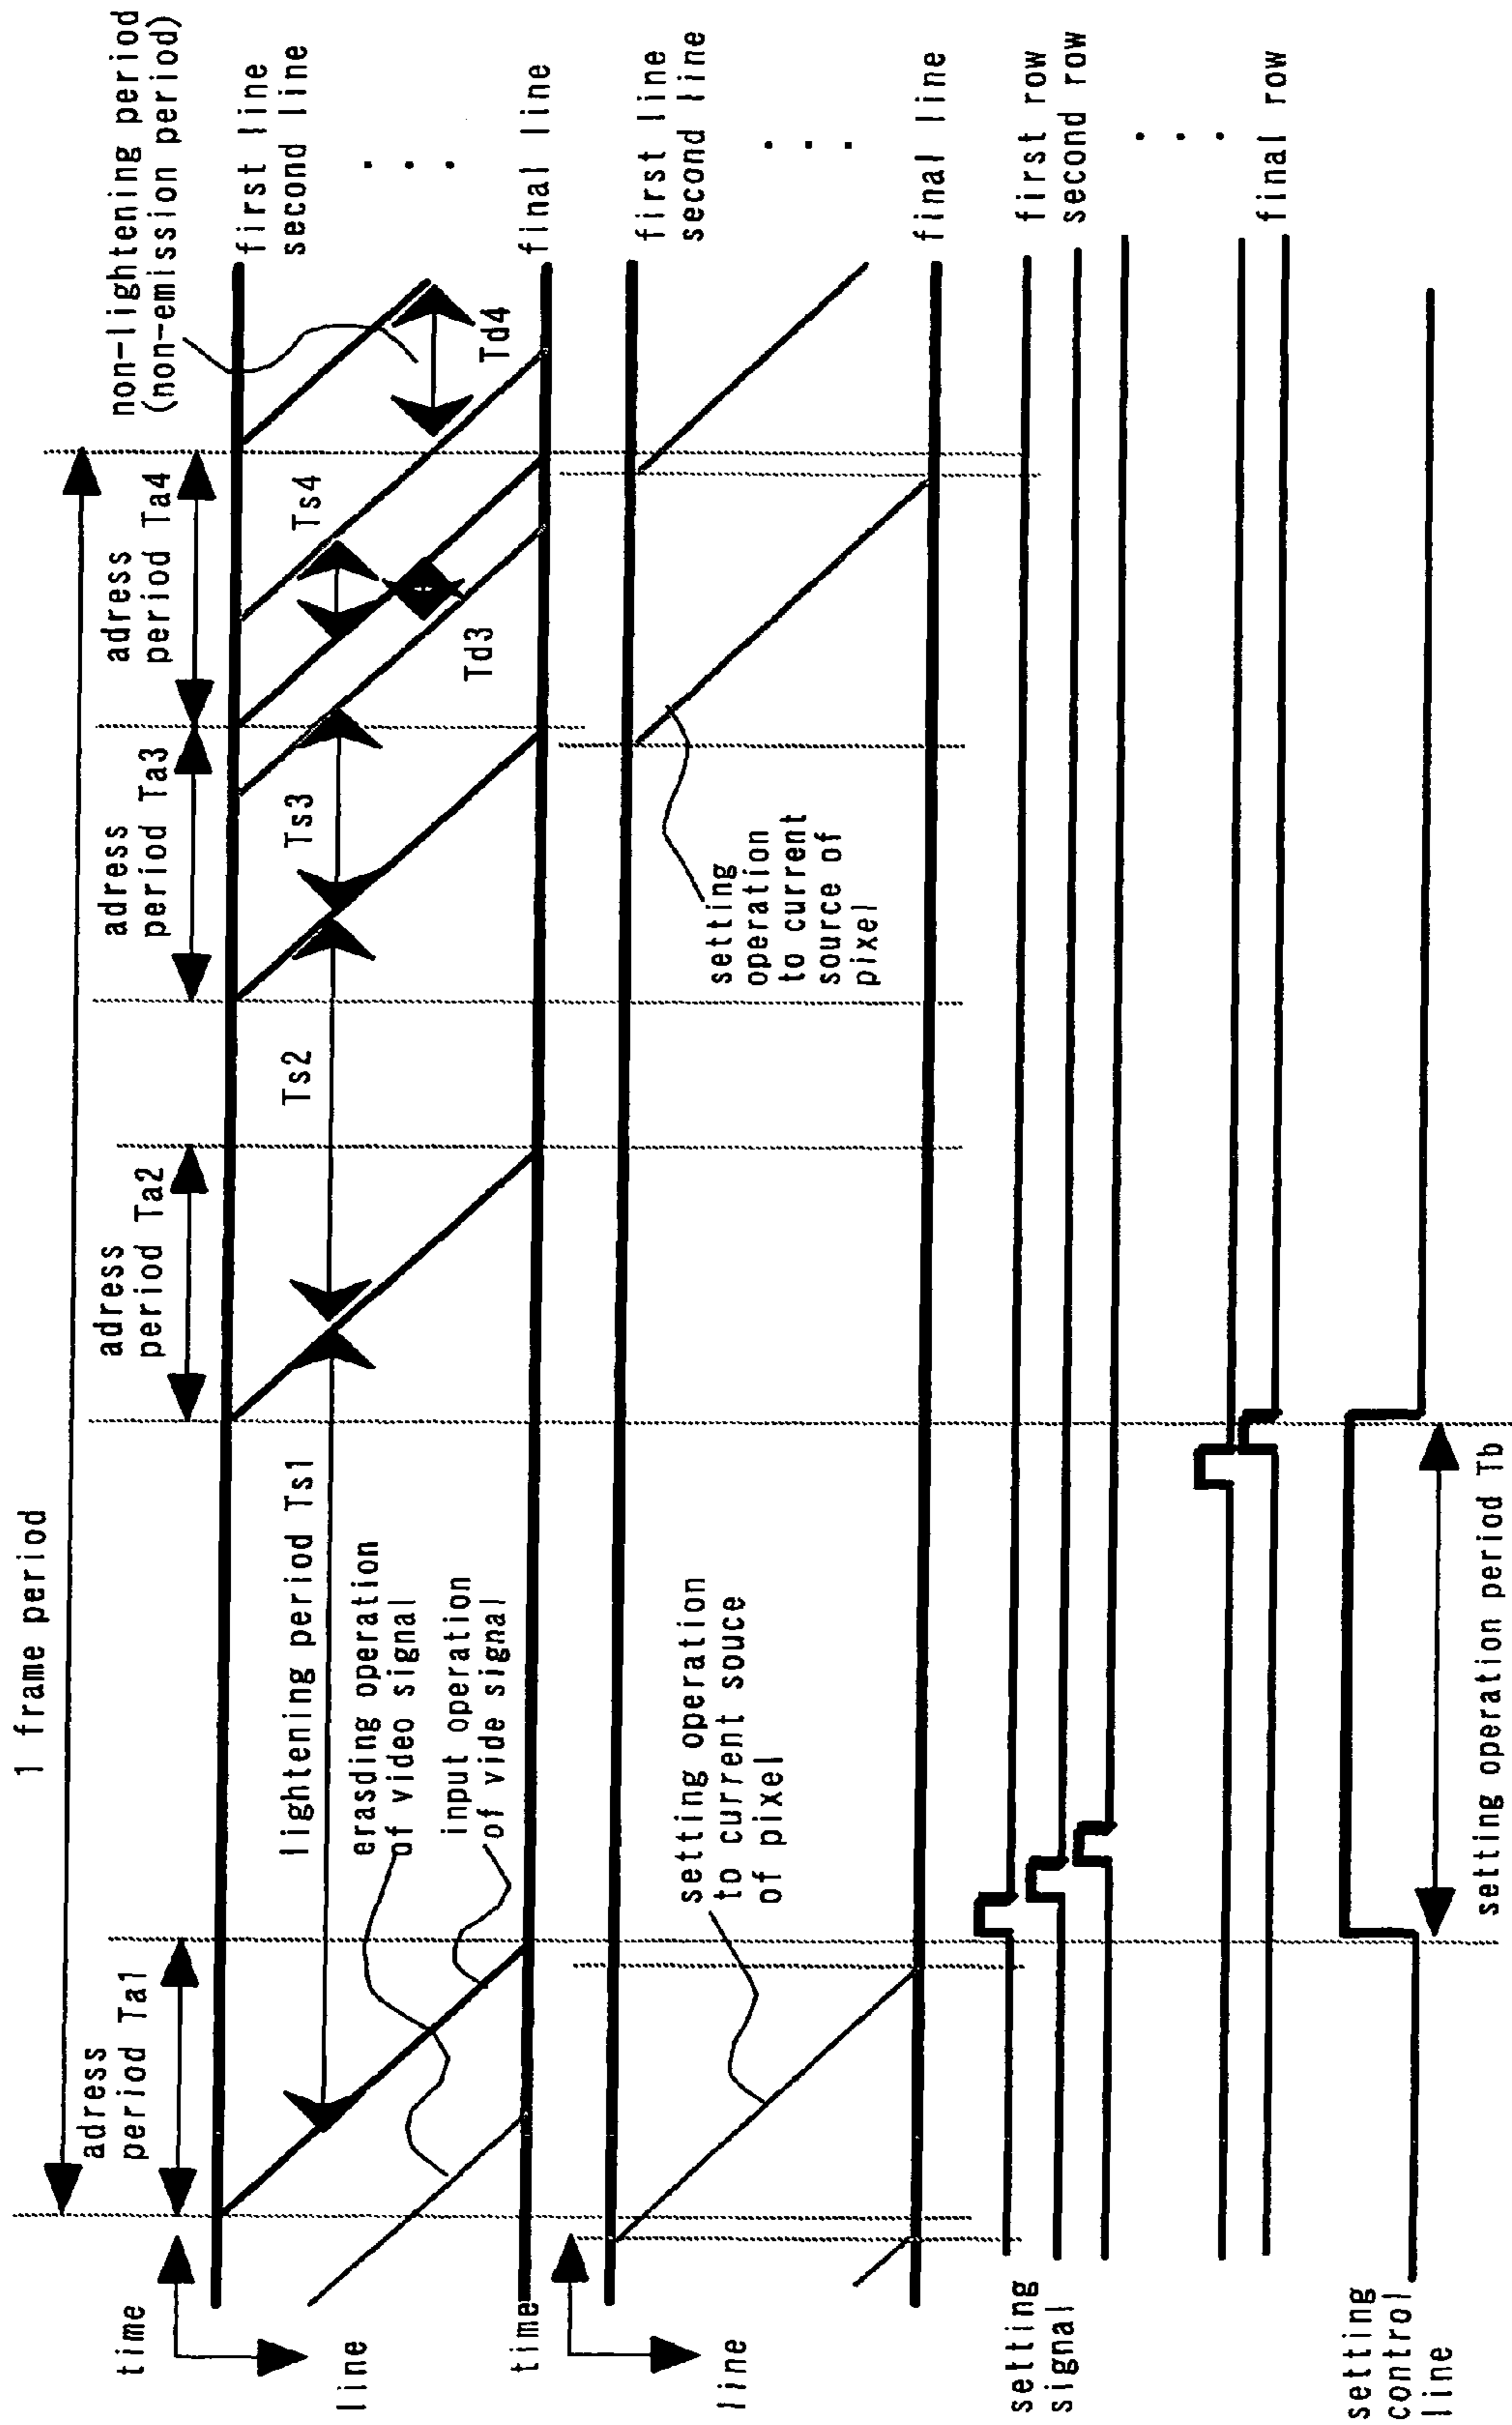 1 frame period
adress
period Ta1
adress
period Ta2
adress
period Ta3
adress
period Ta4
non-lightening period
(non-emission period)
time
line
lightening period Ts1
Ts2
Ts3
Ts4
Td3
Td4
erasding operation
of video signal
input operation
of vide signal
first line
second line
final line
time
line
setting operation
to current souce
of pixel
setting
operation
to current
source of
pixel
first line
second line
final line
settting
signal
first row
second row
final row
setting
control
line
setting operation period Tb